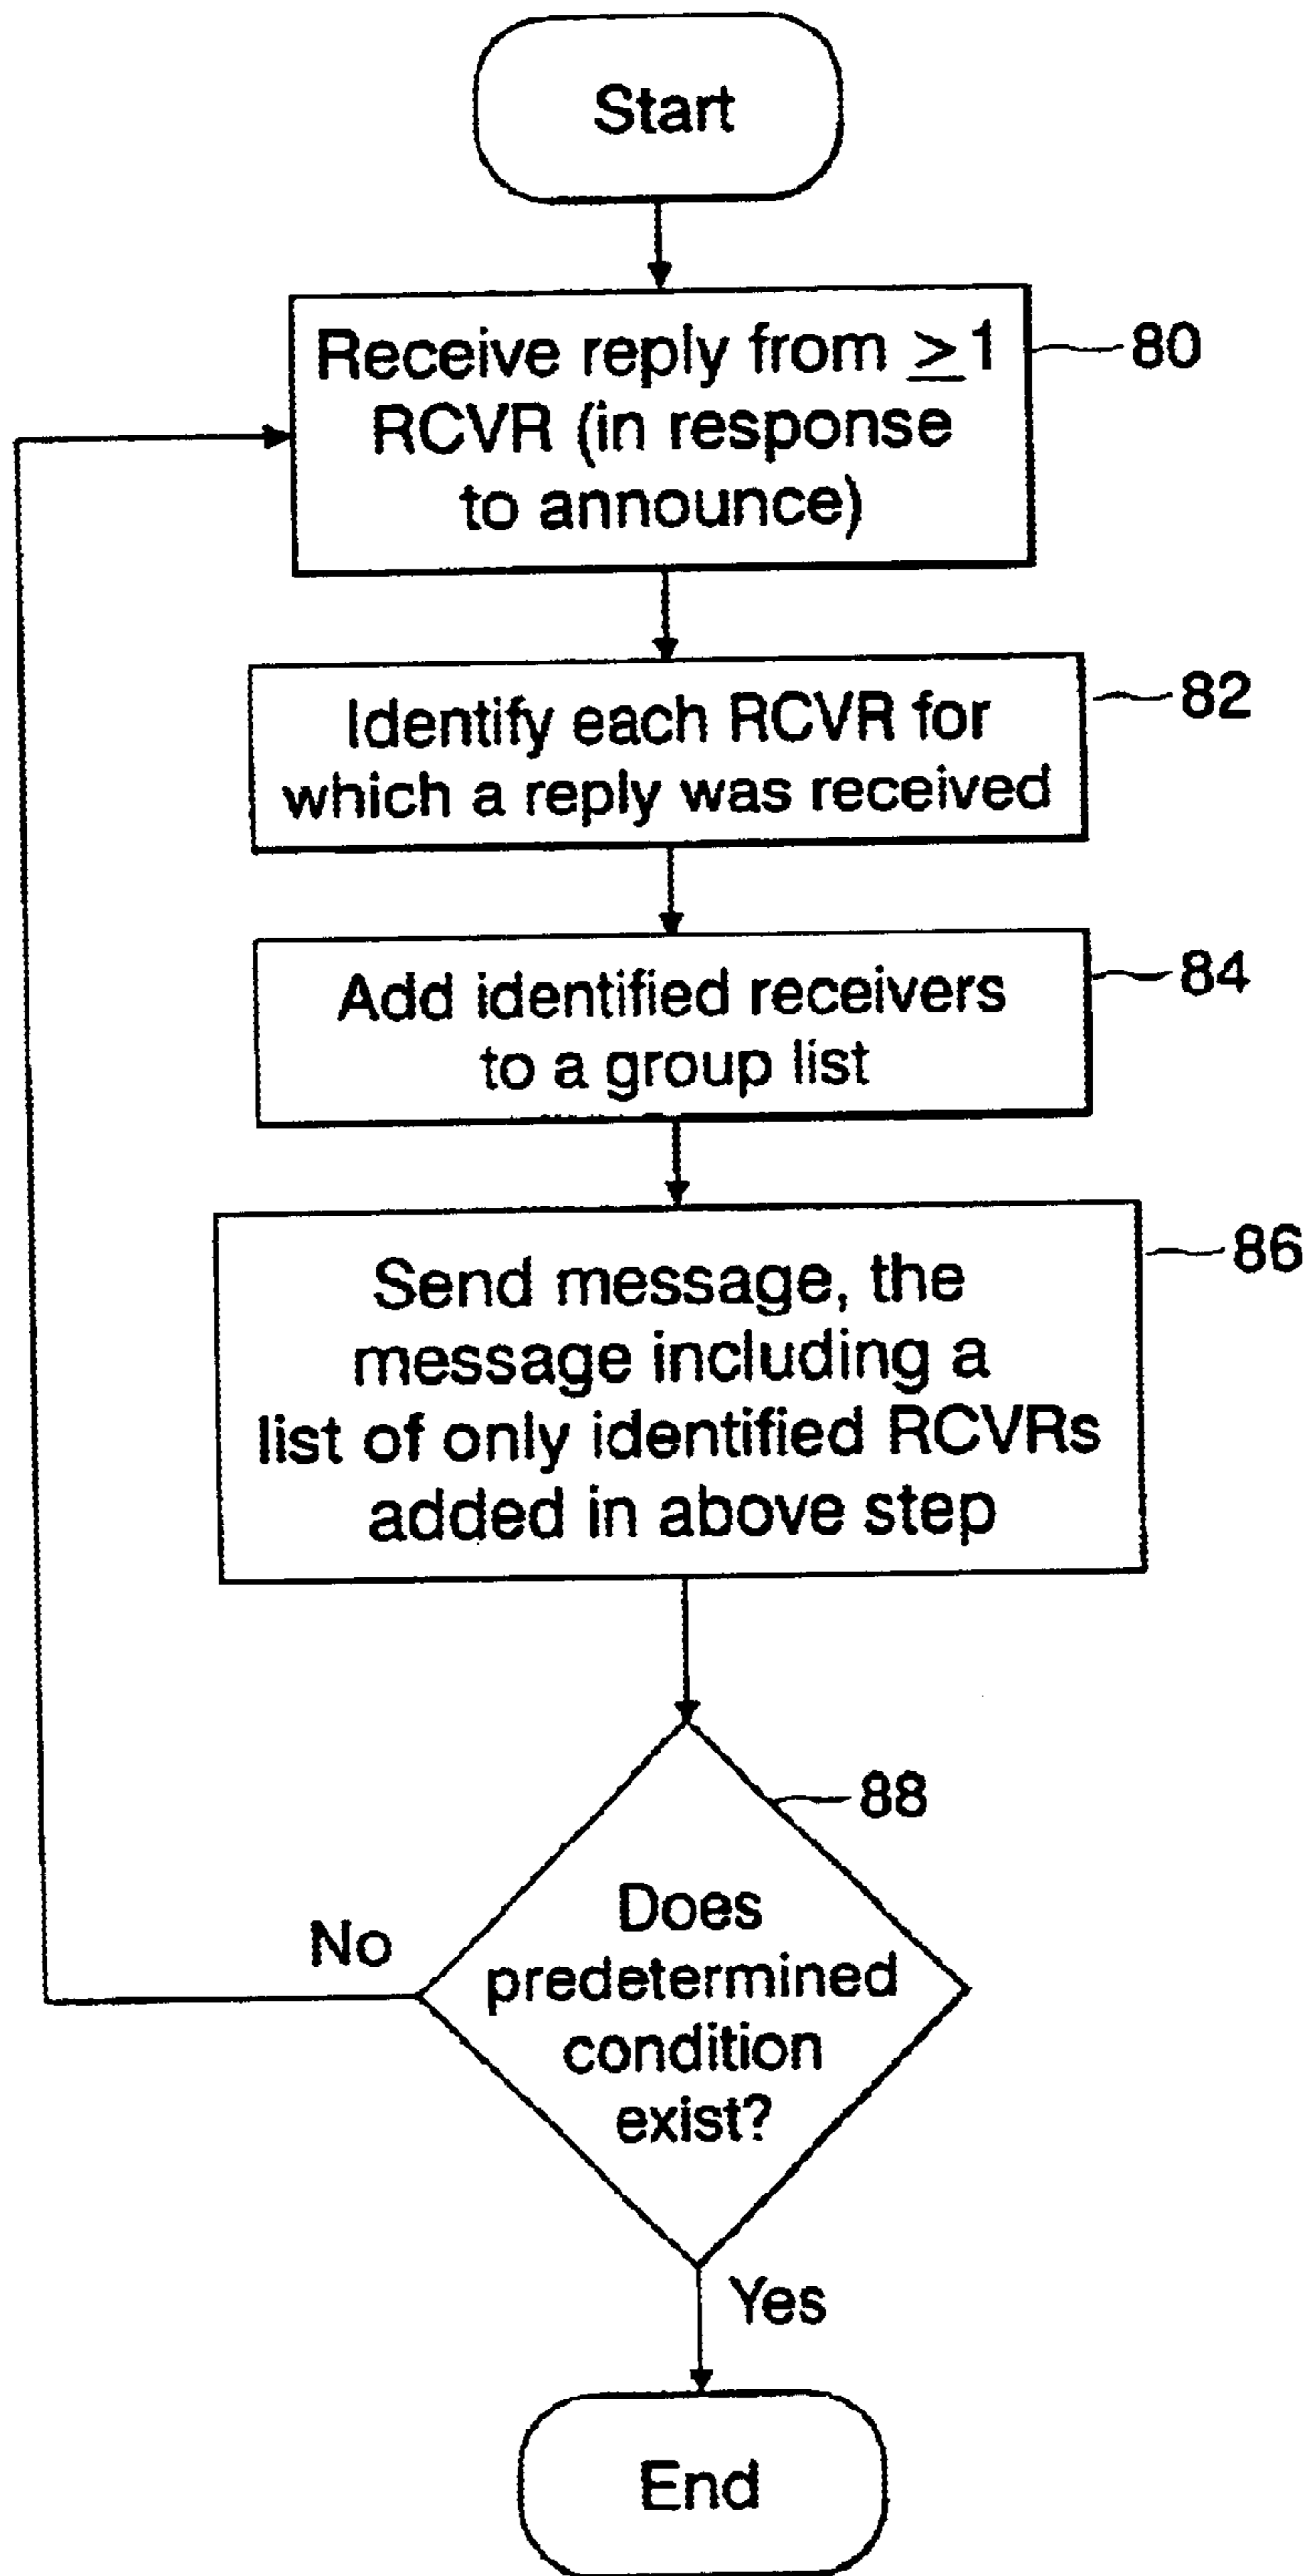 Start
Receive reply from ≥1
RCVR (in response
to announce)
80
Identify each RCVR for
which a reply was received
82
Add identified receivers
to a group list
84
Send message, the
message including a
list of only identified RCVRs
added in above step
86
88
Does
predetermined
condition
exist?
No
Yes
End